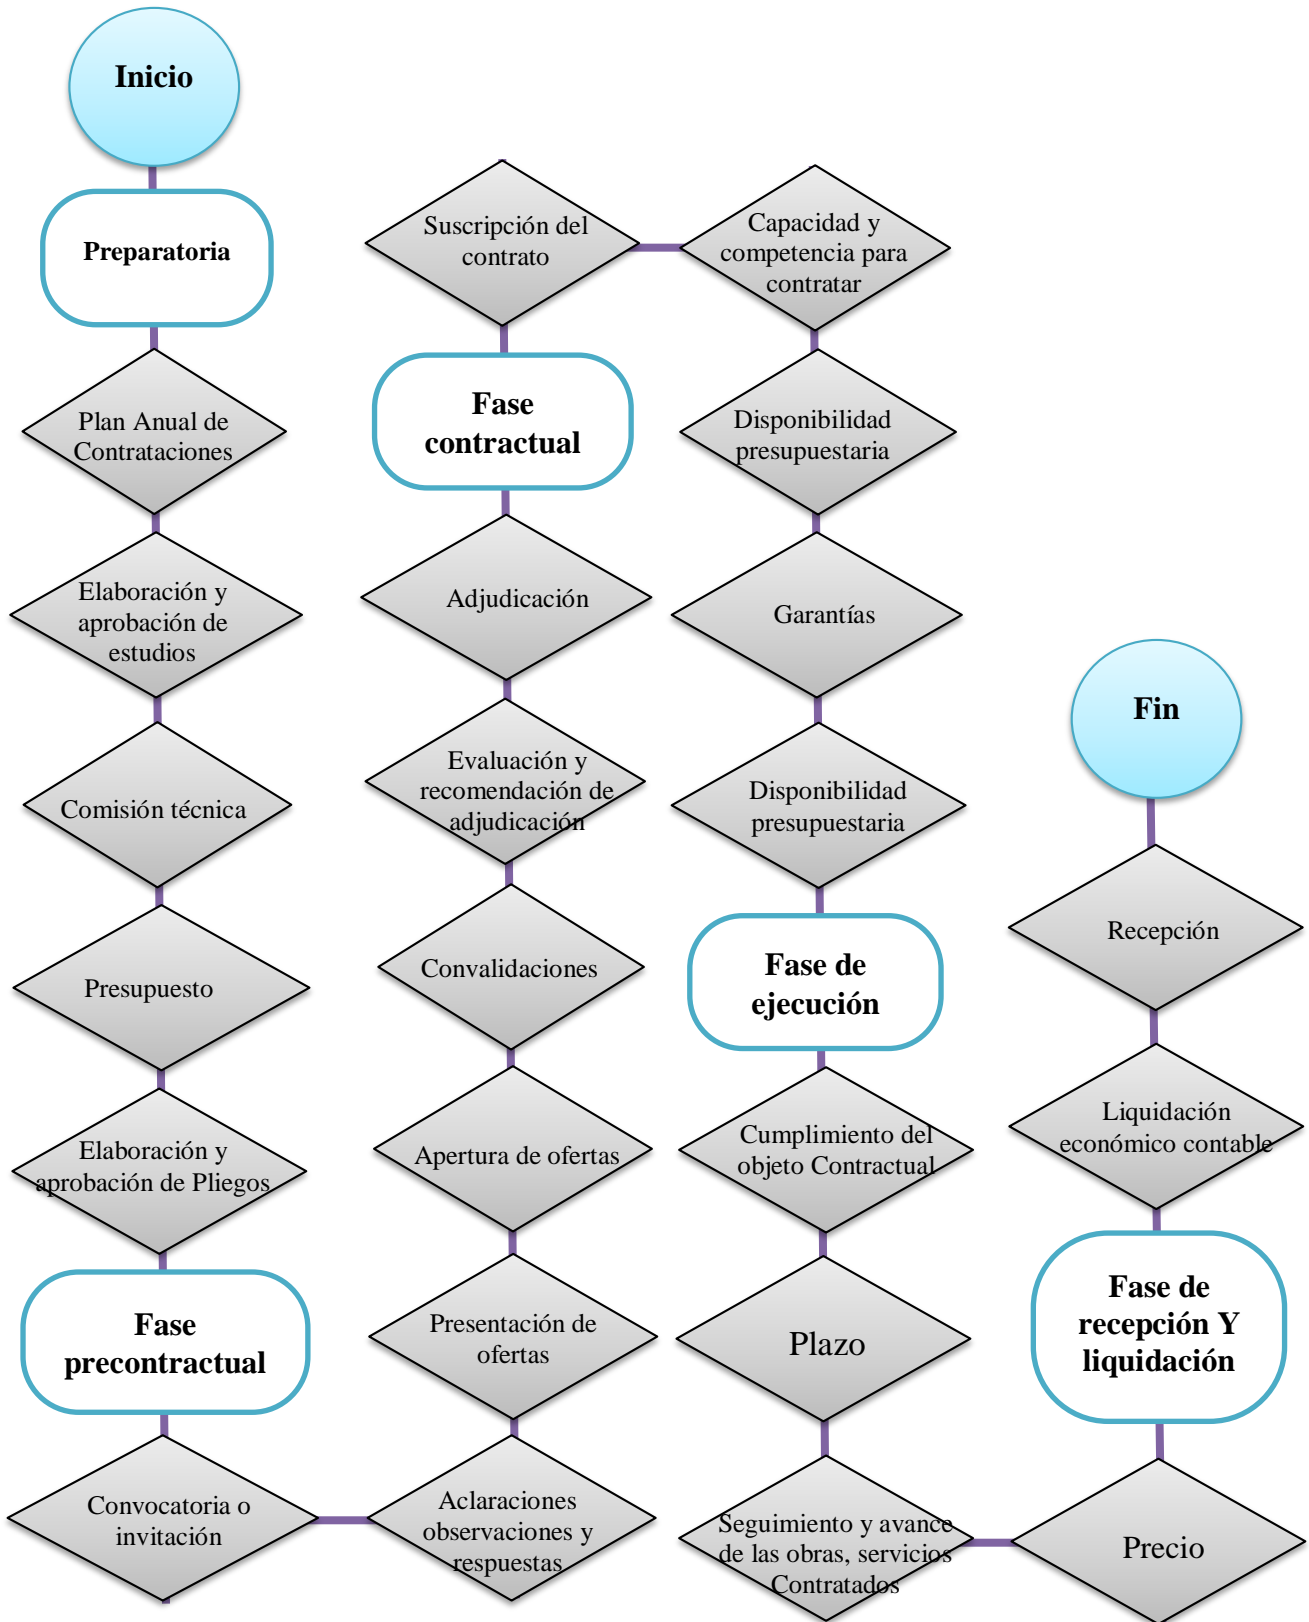 Inicio
Preparatoria
Plan Anual de
Contrataciones
Elaboración y
aprobación de
estudios
Comisión técnica
Presupuesto
Elaboración y
aprobación de Pliegos
Fase
precontractual
Convocatoria o
invitación
Aclaraciones
observaciones y
respuestas
Presentación de
ofertas
Apertura de ofertas
Convalidaciones
Evaluación y
recomendación de
adjudicación
Adjudicación
Fase
contractual
Suscripción del
contrato
Capacidad y
competencia para
contratar
Disponibilidad
presupuestaria
Garantías
Disponibilidad
presupuestaria
Fase de
ejecución
Cumplimiento del
objeto Contractual
Plazo
Seguimiento y avance
de las obras, servicios
Contratados
Precio
Fase de
recepción Y
liquidación
Liquidación
económico contable
Recepción
Fin